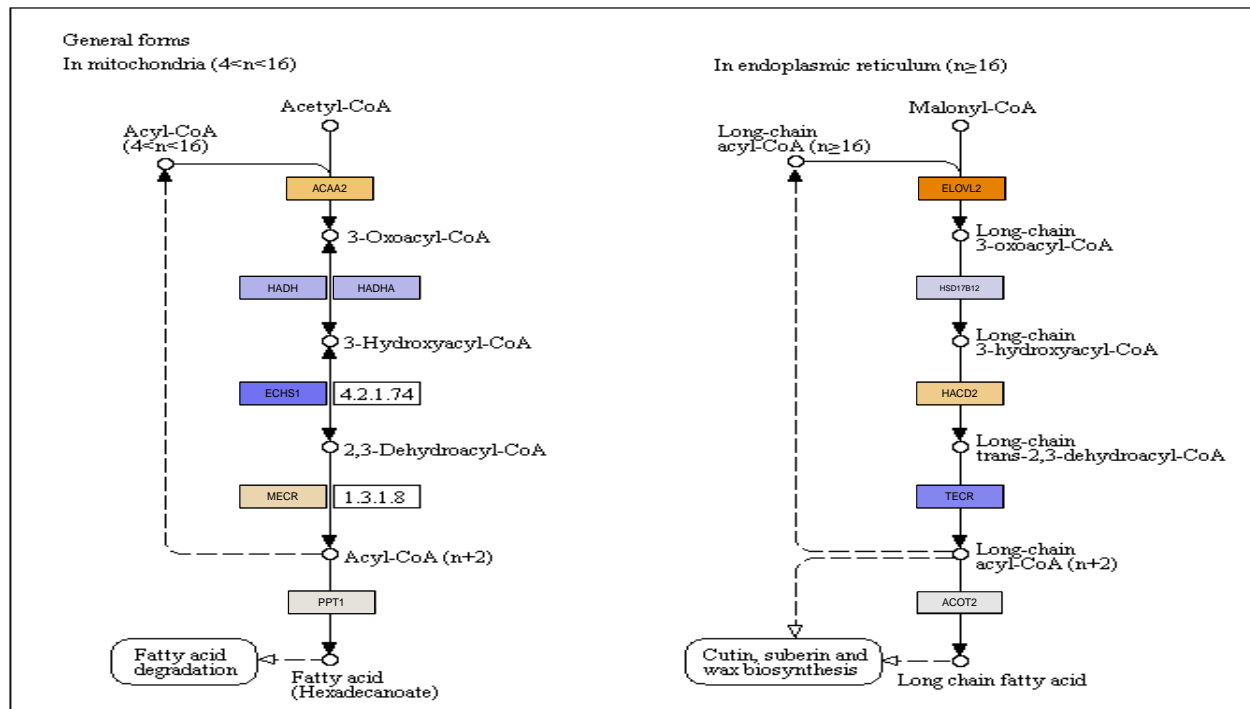 General forms
In mitochondria (4<n<16)
Acetyl-CoA
Acyl-CoA
(4<n<16)
ACAA2
3-Oxoacyl-CoA
HADH
HADHA
3-Hydroxyacyl-CoA
ECHS1
4.2.1.74
2,3-Dehydroacyl-CoA
MECR
1.3.1.8
Acyl-CoA (n+2)
PPT1
Fatty acid
degradation
Fatty acid
(Hexadecanoate)
In endoplasmic reticulum (n≥16)
Malonyl-CoA
Long-chain
acyl-CoA (n≥16)
ELOVL2
Long-chain
3-oxoacyl-CoA
HSD17B12
Long-chain
3-hydroxyacyl-CoA
HACD2
Long-chain
trans-2,3-dehydroacyl-CoA
TECR
Long-chain
acyl-CoA (n+2)
ACOT2
Cutin, suberin and
wax biosynthesis
Long chain fatty acid